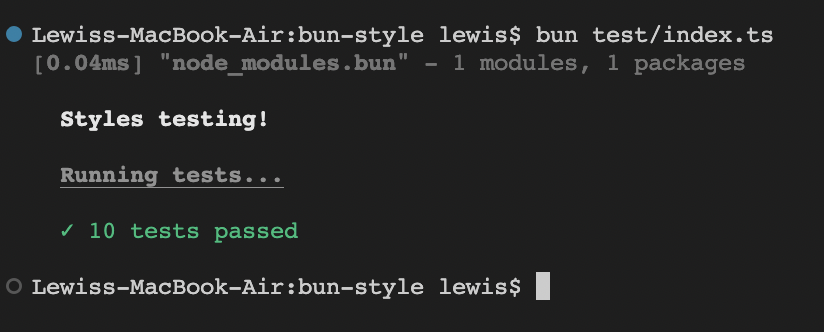 Lewiss-MacBook-Air:bun-style lewis$ bun test/index.ts
[0.04ms] "node_modules.bun" - 1 modules, 1 packages
Styles testing!
Running tests...
✓ 10 tests passed
Lewiss-MacBook-Air:bun-style lewis$